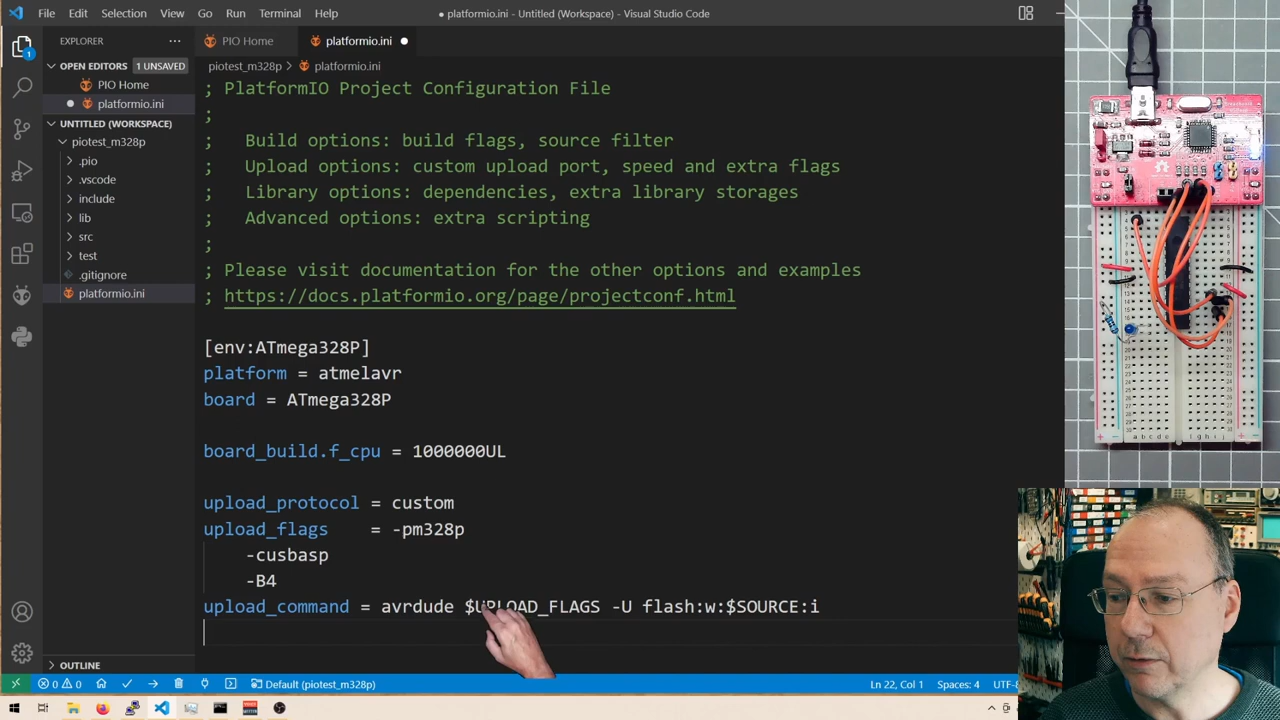 File Edit Selection View Go Run Terminal Help
● platformio.ini - Untitled (Workspace) - Visual Studio Code
EXPLORER
PIO Home
platformio.ini
OPEN EDITORS 1 UNSAVED
PIO Home
platformio.ini
UNTITLED (WORKSPACE)
piotest_m328p
.pio
.vscode
include
lib
src
test
.gitignore
platformio.ini
OUTLINE
piotest_m328p > platformio.ini
; PlatformIO Project Configuration File
;
;   Build options: build flags, source filter
;   Upload options: custom upload port, speed and extra flags
;   Library options: dependencies, extra library storages
;   Advanced options: extra scripting
;
; Please visit documentation for the other options and examples
; https://docs.platformio.org/page/projectconf.html
[env:ATmega328P]
platform = atmelavr
board = ATmega328P
board_build.f_cpu = 1000000UL
upload_protocol = custom
upload_flags    = -pm328p
    -cusbasp
    -B4
upload_command = avrdude $UPLOAD_FLAGS -U flash:w:$SOURCE:i
0 0 Default (piotest_m328p) Ln 22, Col 1 Spaces: 4 UTF-8